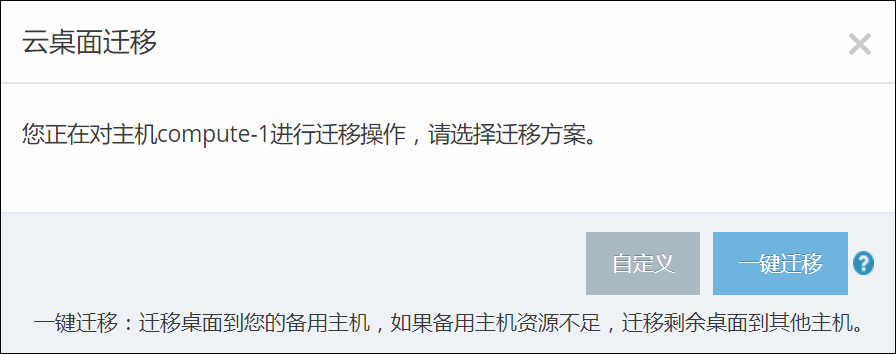 云桌面迁移
您正在对主机compute-1进行迁移操作，请选择迁移方案。
自定义
一键迁移
?
一键迁移：迁移桌面到您的备用主机，如果备用主机资源不足，迁移剩余桌面到其他主机。